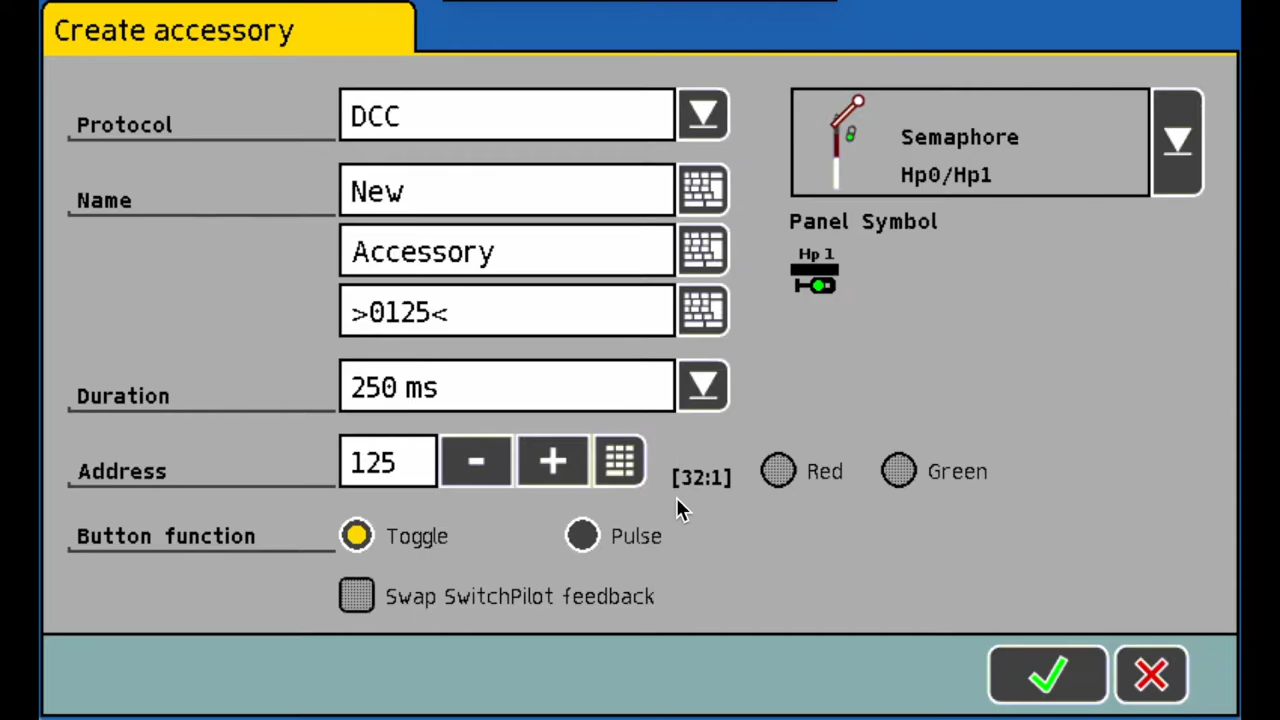 Create accessory
Protocol
DCC
Semaphore
Hp0/Hp1
Name
New
Accessory
>0125<
Panel Symbol
Hp 1
Duration
250 ms
Address
125
-
+
[32:1]
Red
Green
Button function
Toggle
Pulse
Swap SwitchPilot feedback